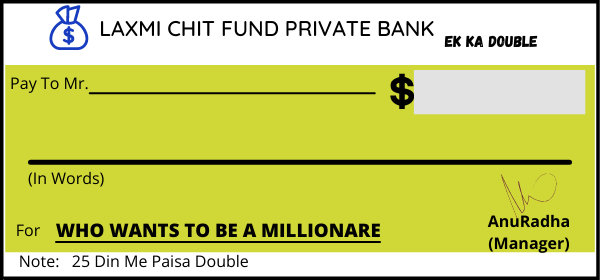 LAXMI CHIT FUND PRIVATE BANK EK KA DOUBLE
Pay To Mr. $
(In Words)
For WHO WANTS TO BE A MILLIONARE
AnuRadha
(Manager)
Note: 25 Din Me Paisa Double